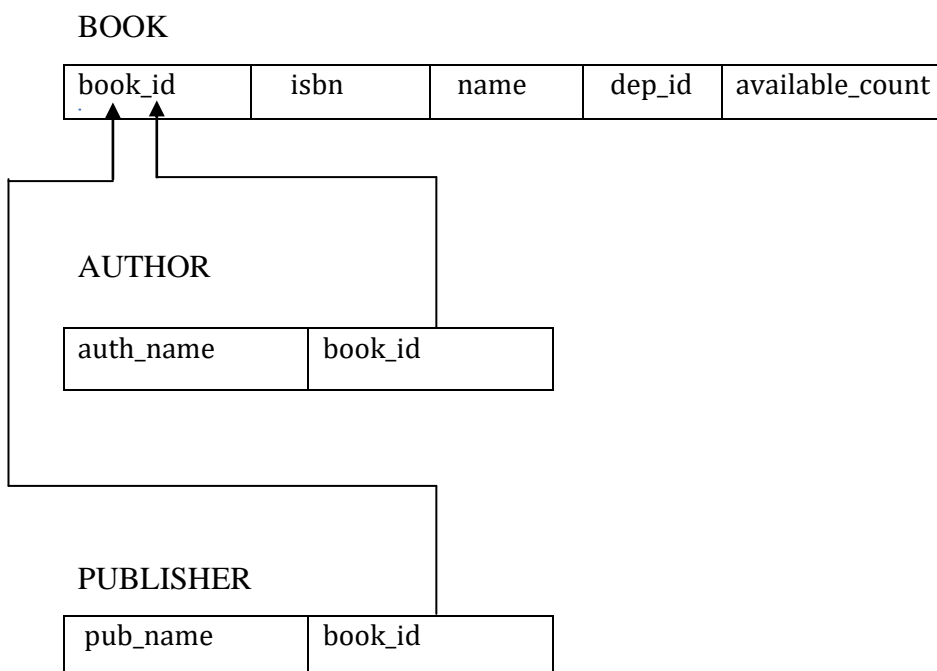 BOOK
book_id isbn name dep_id available_count
AUTHOR
auth_name book_id
PUBLISHER
pub_name book_id